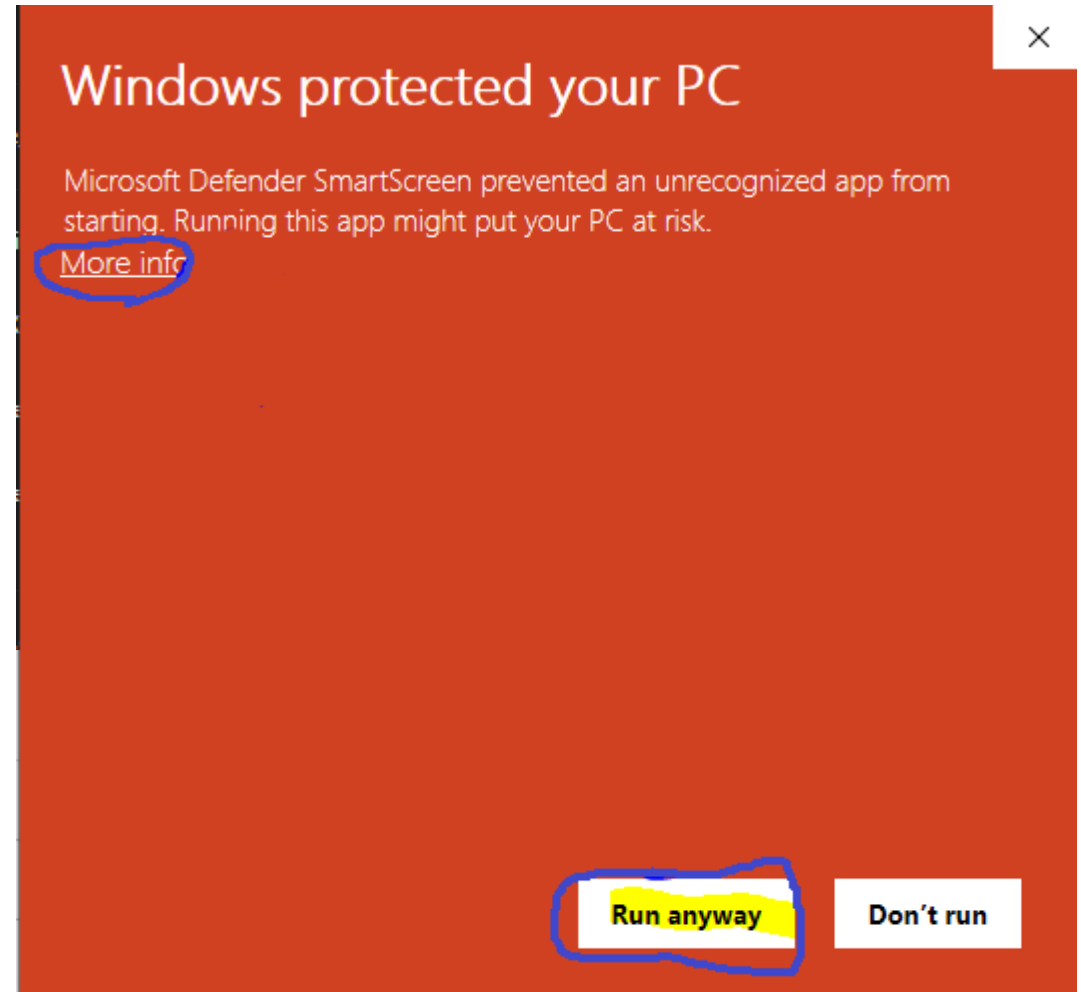 Windows protected your PC
Microsoft Defender SmartScreen prevented an unrecognized app from
starting. Running this app might put your PC at risk.
More info
Run anyway
Don't run